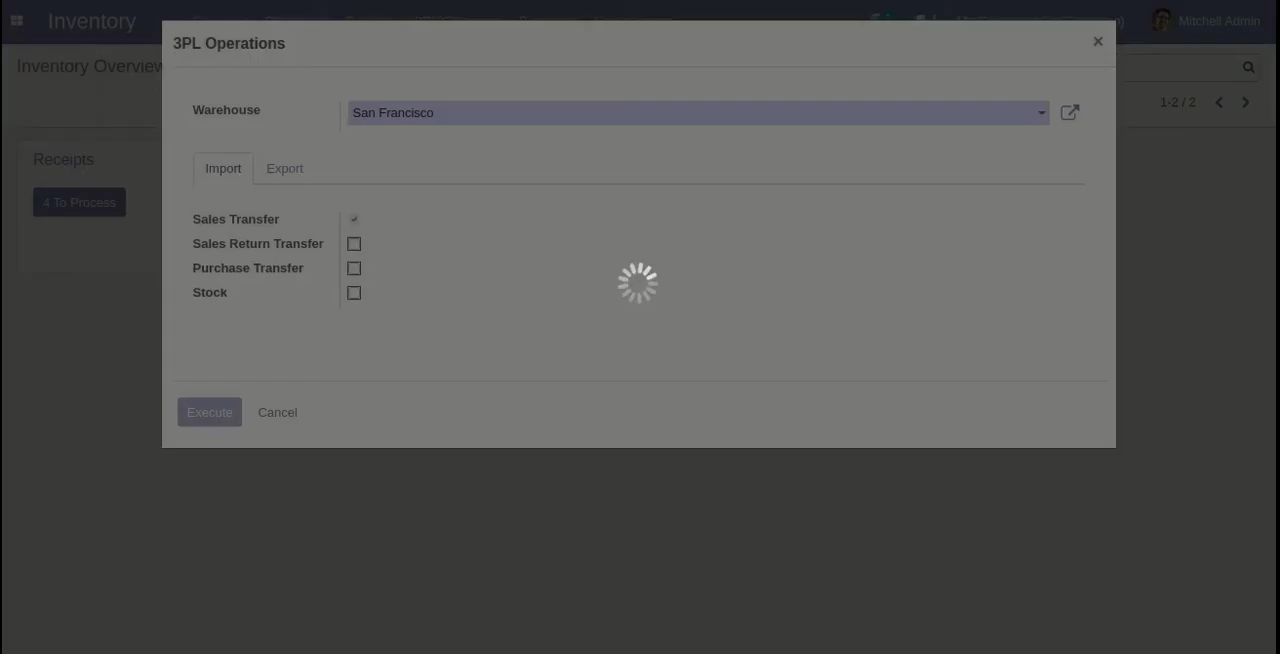 Inventory
Mitchell Admin
3PL Operations
×
Inventory Overview
1-2 / 2
Warehouse
San Francisco
Receipts
Import
Export
4 To Process
Sales Transfer
Sales Return Transfer
Purchase Transfer
Stock
Execute
Cancel